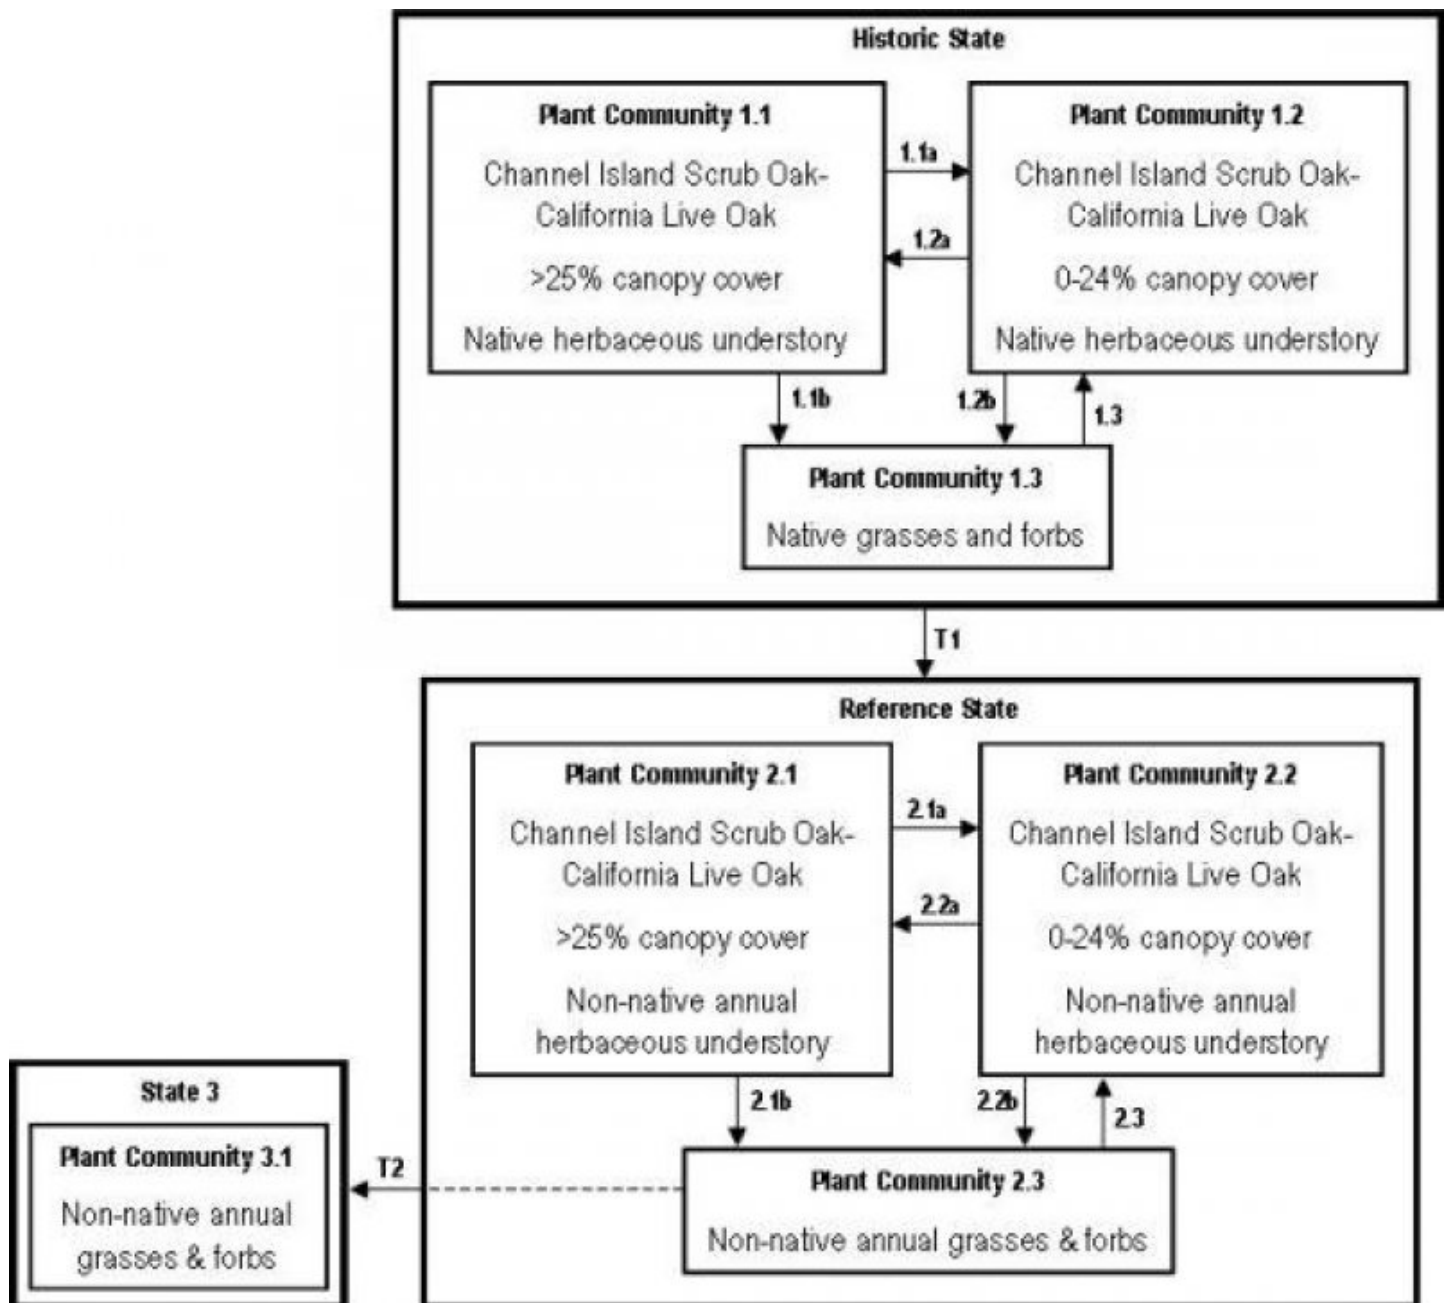 Historic State
Plant Community 1.1
Channel Island Scrub Oak-
California Live Oak
>25% canopy cover
Native herbaceous understory
1.1a
1.2a
Plant Community 1.2
Channel Island Scrub Oak-
California Live Oak
0-24% canopy cover
Native herbaceous understory
1.1b
1.2b
1.3
Plant Community 1.3
Native grasses and forbs
T1
Reference State
Plant Community 2.1
Channel Island Scrub Oak-
California Live Oak
>25% canopy cover
Non-native annual
herbaceous understory
2.1a
2.2a
Plant Community 2.2
Channel Island Scrub Oak-
California Live Oak
0-24% canopy cover
Non-native annual
herbaceous understory
2.1b
2.2b
2.3
Plant Community 2.3
Non-native annual grasses & forbs
T2
State 3
Plant Community 3.1
Non-native annual
grasses & forbs